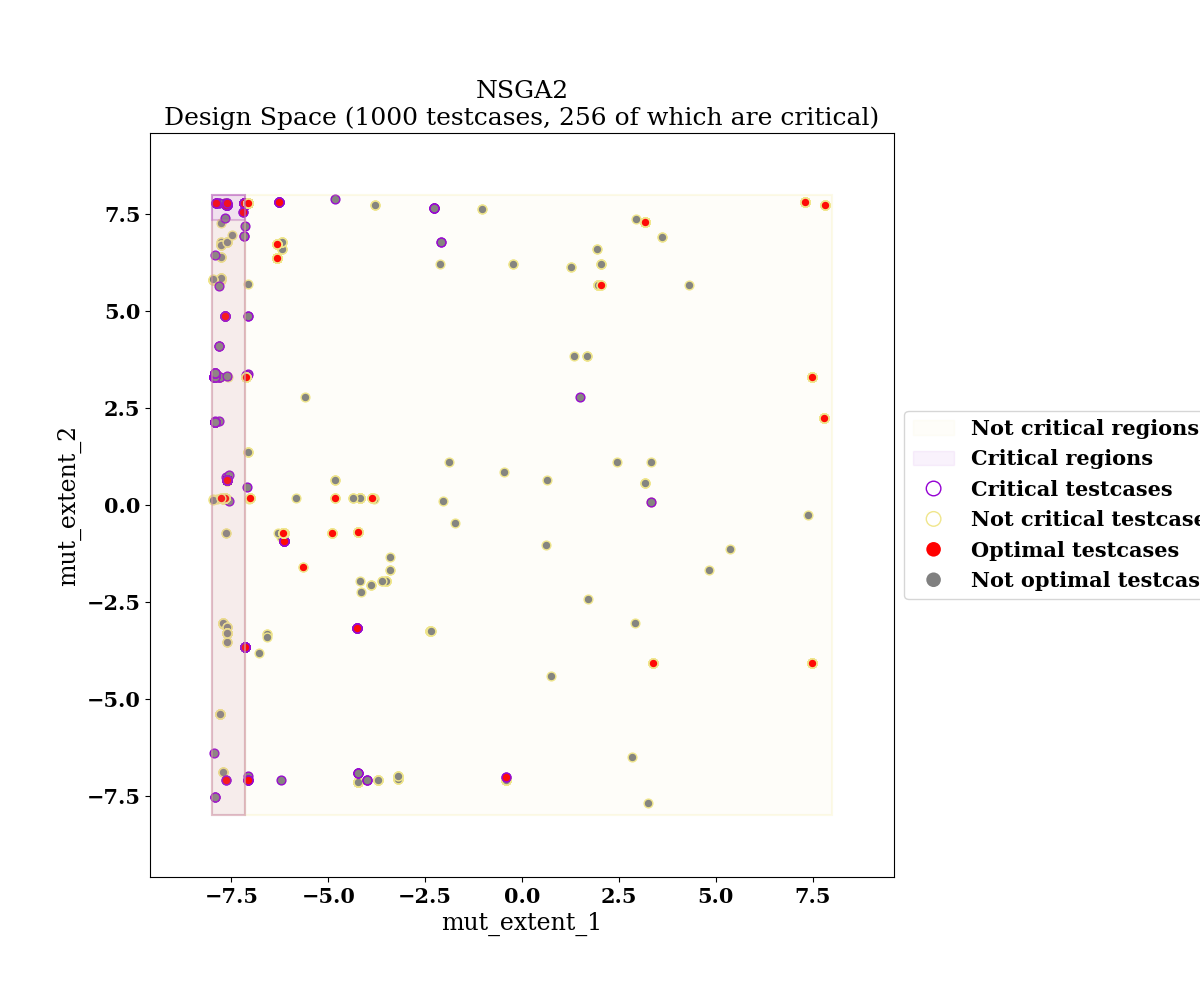 NSGA2
Design Space (1000 testcases, 256 of which are critical)
7.5
5.0
2.5
0.0
−2.5
−5.0
−7.5
mut_extent_2
−7.5 −5.0 −2.5 0.0 2.5 5.0 7.5
mut_extent_1
Not critical regions
Critical regions
Critical testcases
Not critical testcase
Optimal testcases
Not optimal testcas